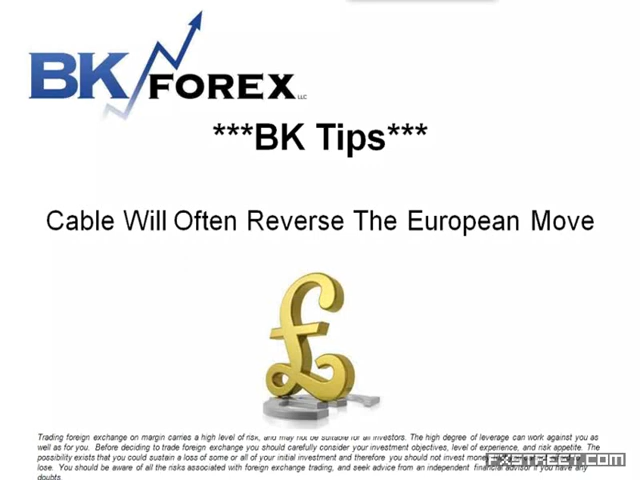 BK FOREX LLC
***BK Tips***
Cable Will Often Reverse The European Move
£
Trading foreign exchange on margin carries a high level of risk, and may not be suitable for all investors. The high degree of leverage can work against you as
well as for you. Before deciding to trade foreign exchange you should carefully consider your investment objectives, level of experience, and risk appetite. The
possibility exists that you could sustain a loss of some or all of your initial investment and therefore you should not invest money
lose. You should be aware of all the risks associated with foreign exchange trading, and seek advice from an independent financial advisor if you have any
doubts.
FXSTREET.COM